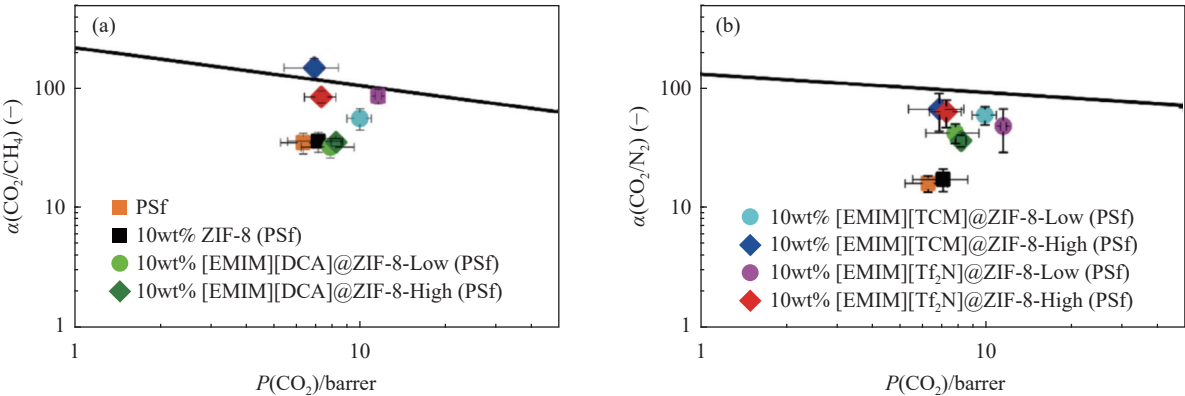 (a)
100
10
1
1
10
α(CO₂/CH₄) (−)
P(CO₂)/barrer
PSf
10wt% ZIF-8 (PSf)
10wt% [EMIM][DCA]@ZIF-8-Low (PSf)
10wt% [EMIM][DCA]@ZIF-8-High (PSf)
(b)
100
10
1
1
10
α(CO₂/N₂) (−)
P(CO₂)/barrer
10wt% [EMIM][TCM]@ZIF-8-Low (PSf)
10wt% [EMIM][TCM]@ZIF-8-High (PSf)
10wt% [EMIM][Tf₂N]@ZIF-8-Low (PSf)
10wt% [EMIM][Tf₂N]@ZIF-8-High (PSf)